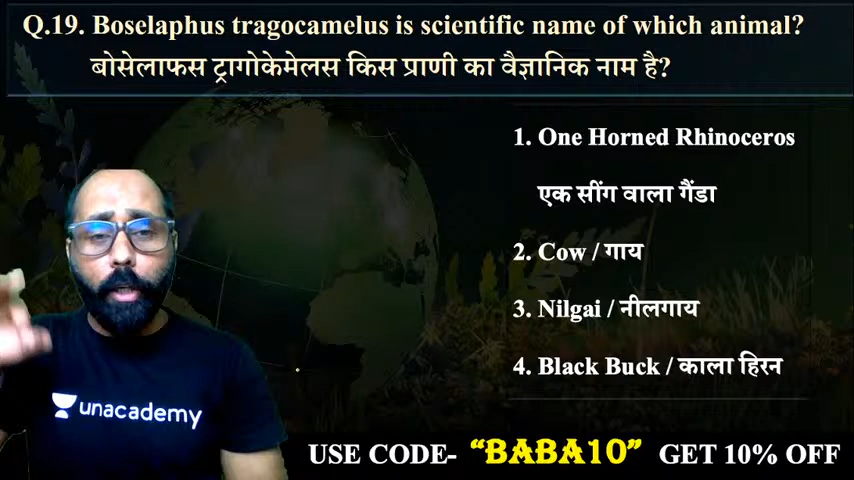 Q.19. Boselaphus tragocamelus is scientific name of which animal?
बोसेलाफस ट्रागोकेमेलस किस प्राणी का वैज्ञानिक नाम है?
1. One Horned Rhinoceros
एक सींग वाला गैंडा
2. Cow / गाय
3. Nilgai / नीलगाय
4. Black Buck / काला हिरन
unacademy
USE CODE- “BABA10” GET 10% OFF